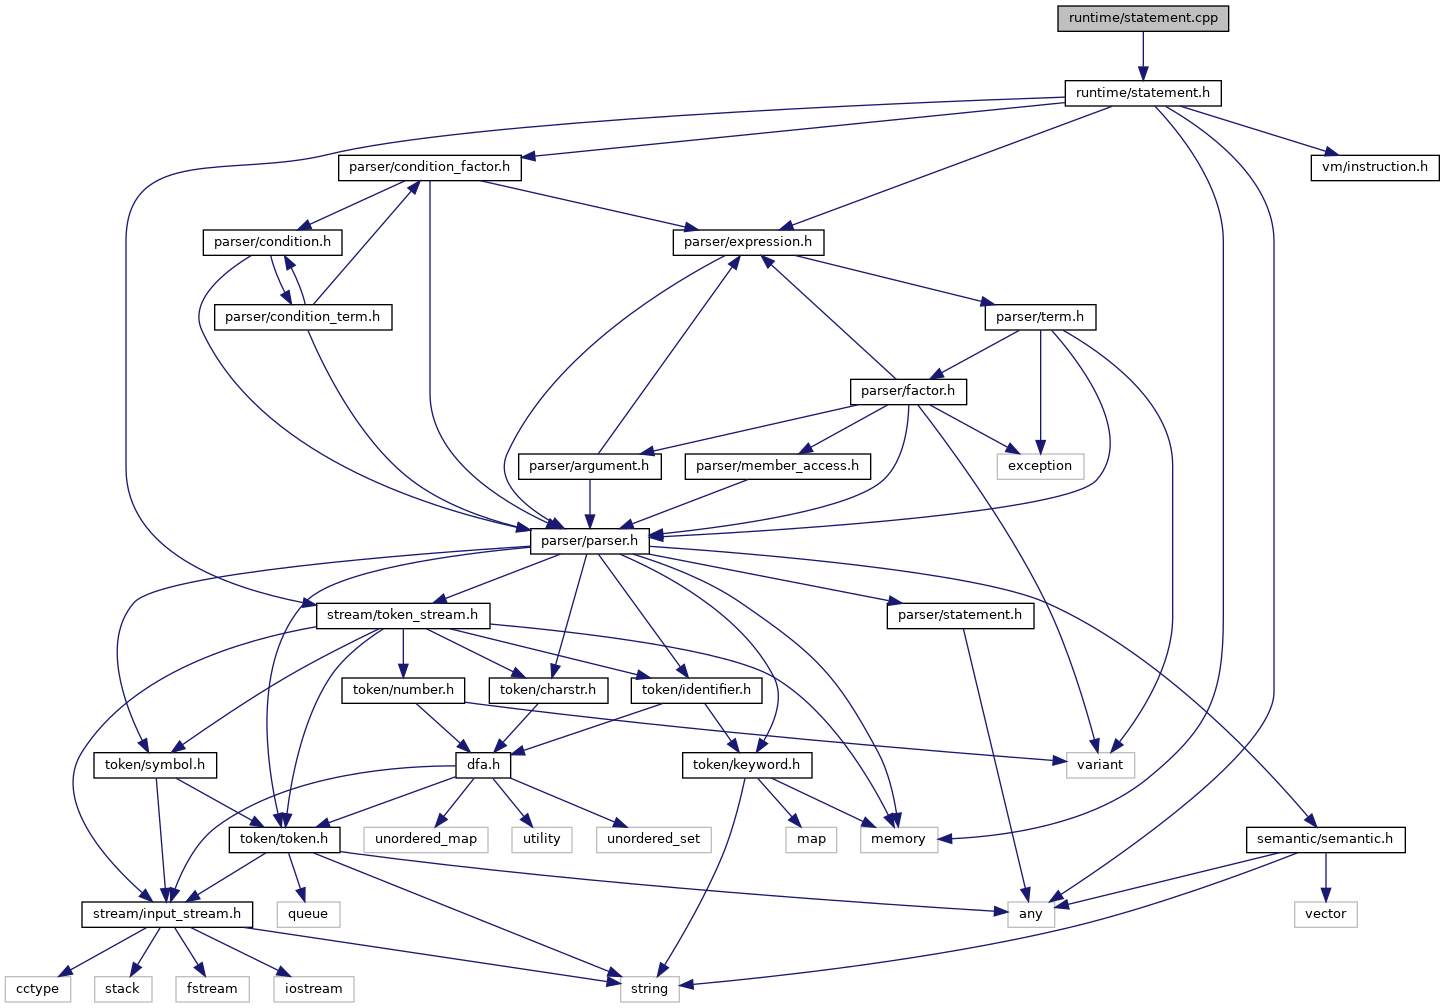 runtime/statement.cpp
runtime/statement.h
parser/condition_factor.h
vm/instruction.h
parser/condition.h
parser/expression.h
parser/condition_term.h
parser/term.h
parser/factor.h
parser/argument.h
parser/member_access.h
exception
parser/parser.h
stream/token_stream.h
parser/statement.h
token/number.h
token/charstr.h
token/identifier.h
token/symbol.h
dfa.h
token/keyword.h
variant
token/token.h
unordered_map
utility
unordered_set
map
memory
semantic/semantic.h
stream/input_stream.h
queue
any
vector
cctype
stack
fstream
iostream
string